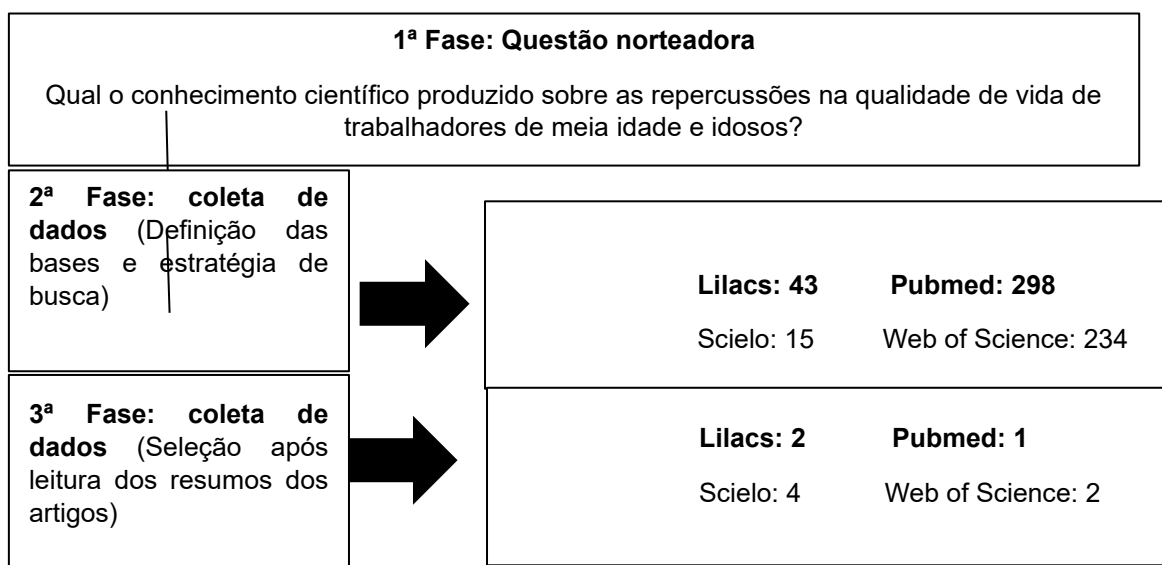 1ª Fase: Questão norteadora
Qual o conhecimento científico produzido sobre as repercussões na qualidade de vida de
trabalhadores de meia idade e idosos?
2ª Fase: coleta de
dados (Definição das
bases e estratégia de
busca)
Lilacs: 43 Pubmed: 298
Scielo: 15 Web of Science: 234
3ª Fase: coleta de
dados (Seleção após
leitura dos resumos dos
artigos)
Lilacs: 2 Pubmed: 1
Scielo: 4 Web of Science: 2